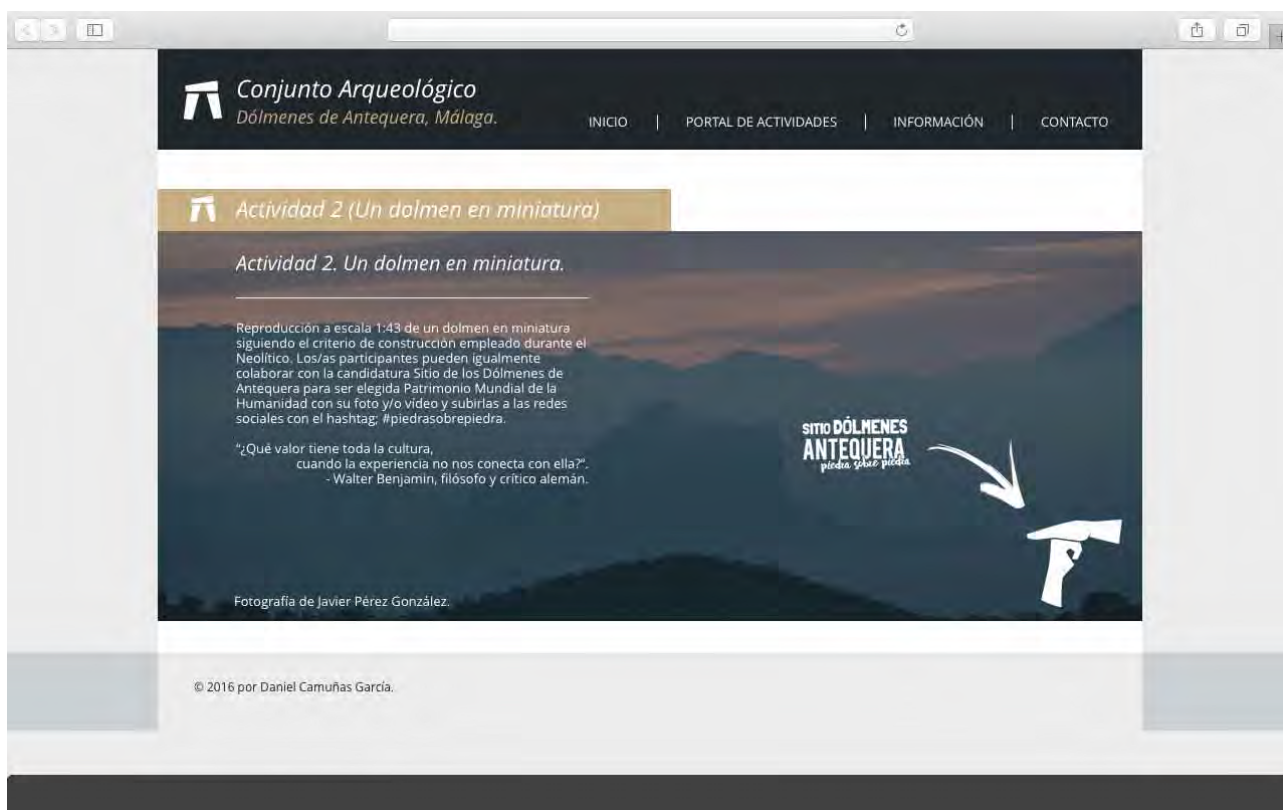 Conjunto Arqueológico
Dólmenes de Antequera, Málaga.
INICIO | PORTAL DE ACTIVIDADES | INFORMACIÓN | CONTACTO
Actividad 2 (Un dolmen en miniatura)
Actividad 2. Un dolmen en miniatura.
Reproducción a escala 1:43 de un dolmen en miniatura
siguiendo el criterio de construcción empleado durante el
Neolítico. Los/as participantes pueden igualmente
colaborar con la candidatura Sitio de los Dólmenes de
Antequera para ser elegida Patrimonio Mundial de la
Humanidad con su foto y/o vídeo y subirlas a las redes
sociales con el hashtag; #piedrasobrepiedra.
“¿Qué valor tiene toda la cultura,
cuando la experiencia no nos conecta con ella?”.
- Walter Benjamin, filósofo y crítico alemán.
SITIO DÓLMENES
ANTEQUERA
piedra sobre piedra
Fotografía de Javier Pérez González.
© 2016 por Daniel Camuñas García.